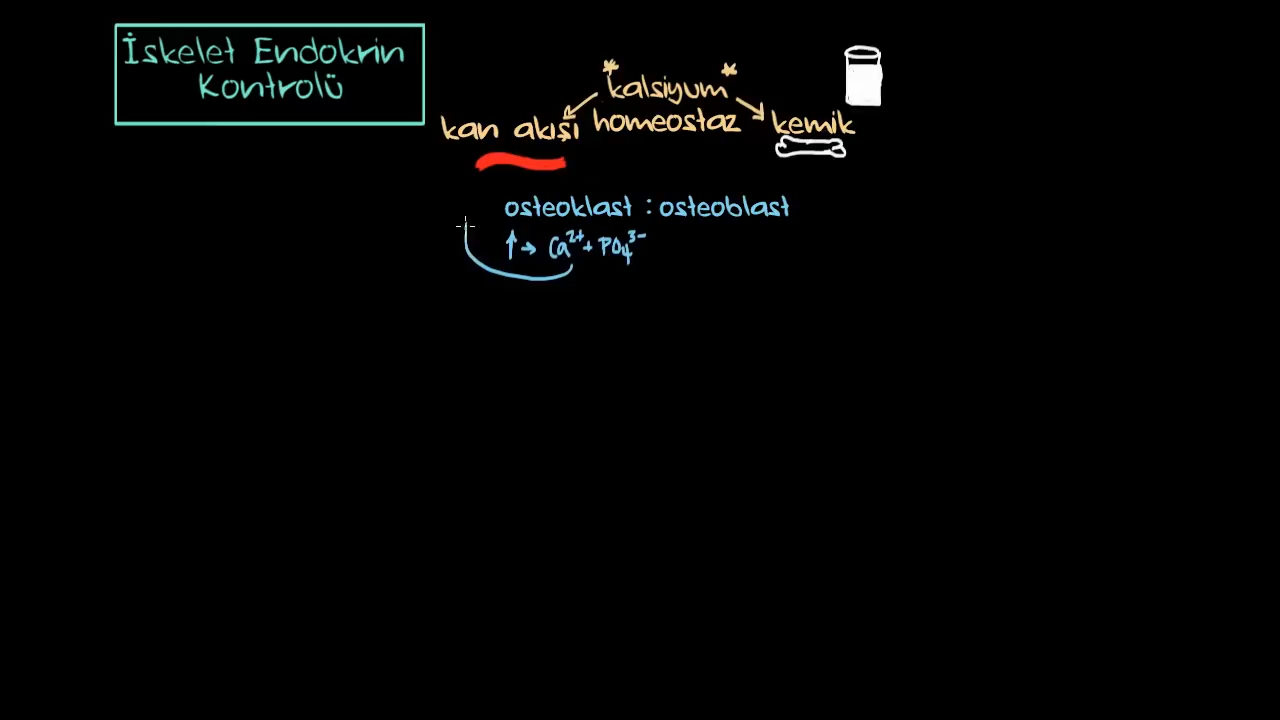 İskelet Endokrin
Kontrolü
*kalsiyum*
kan akışı homeostaz kemik
osteoklast : osteoblast
↑→ Ca²⁺ + PO₄³⁻